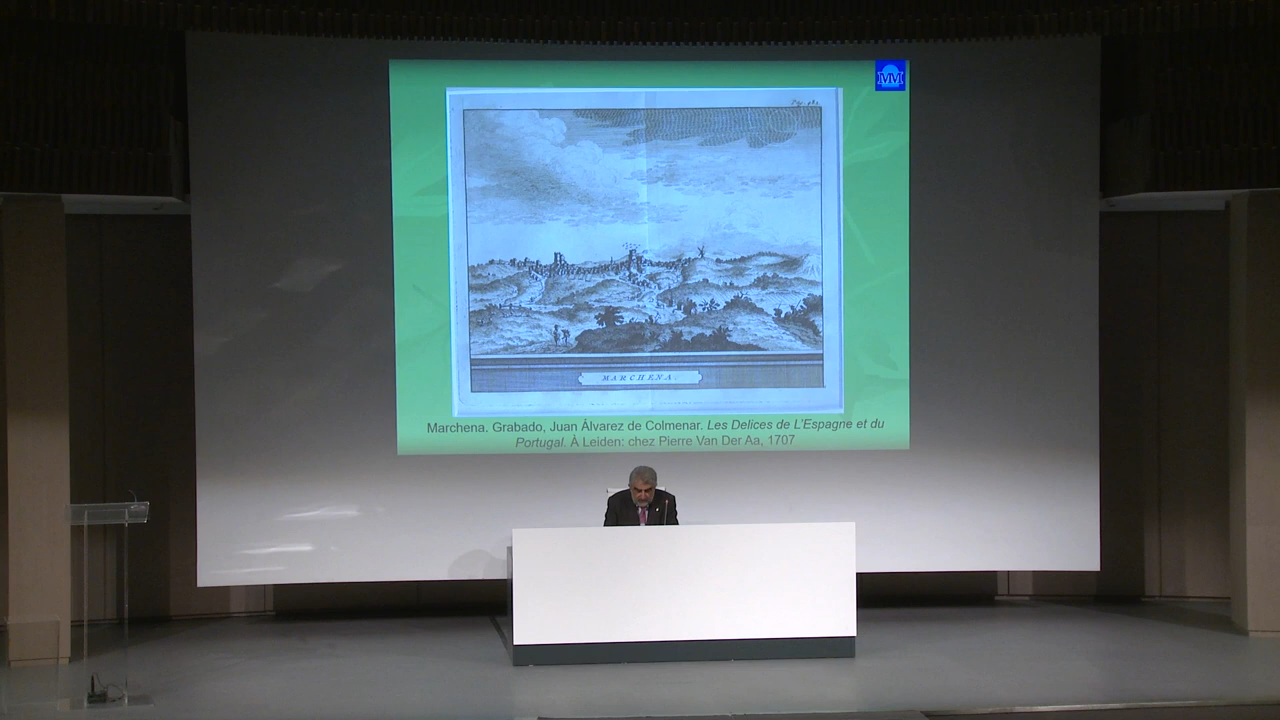 MM
MARCHENA.
Marchena. Grabado, Juan Álvarez de Colmenar. Les Delices de L'Espagne et du
Portugal. À Leiden: chez Pierre Van Der Aa, 1707